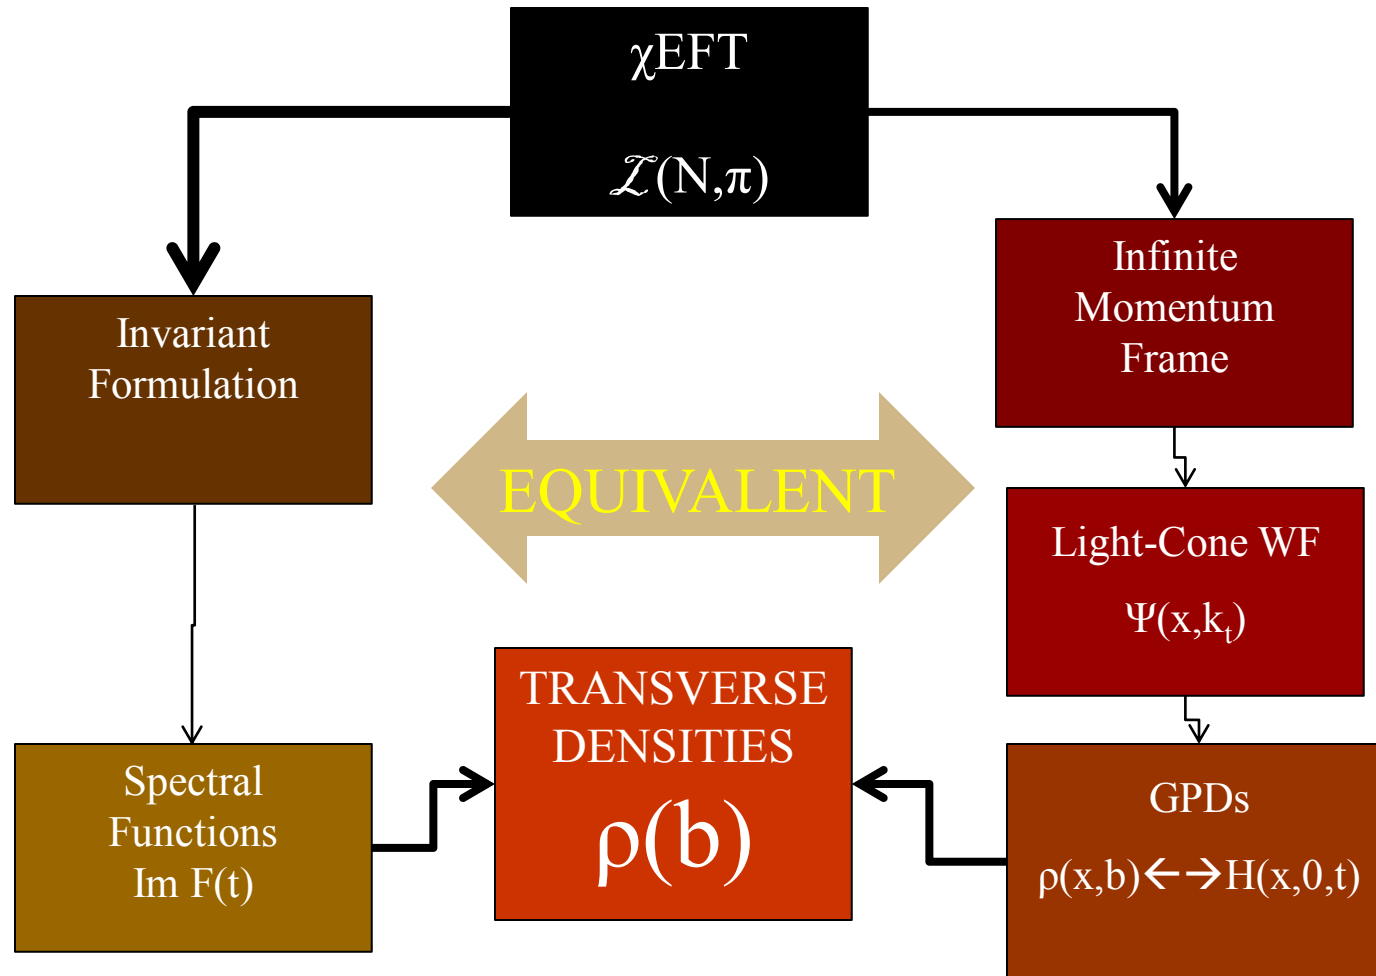 χEFT
ℒ(N,π)
Invariant
Formulation
Infinite
Momentum
Frame
EQUIVALENT
Light-Cone WF
Ψ(x,kₜ)
TRANSVERSE
DENSITIES
ρ(b)
Spectral
Functions
Im F(t)
GPDs
ρ(x,b)←→H(x,0,t)